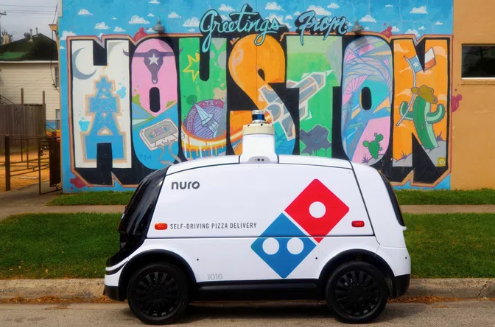 Greetings From
HOUSTON
nuro
SELF-DRIVING PIZZA DELIVERY